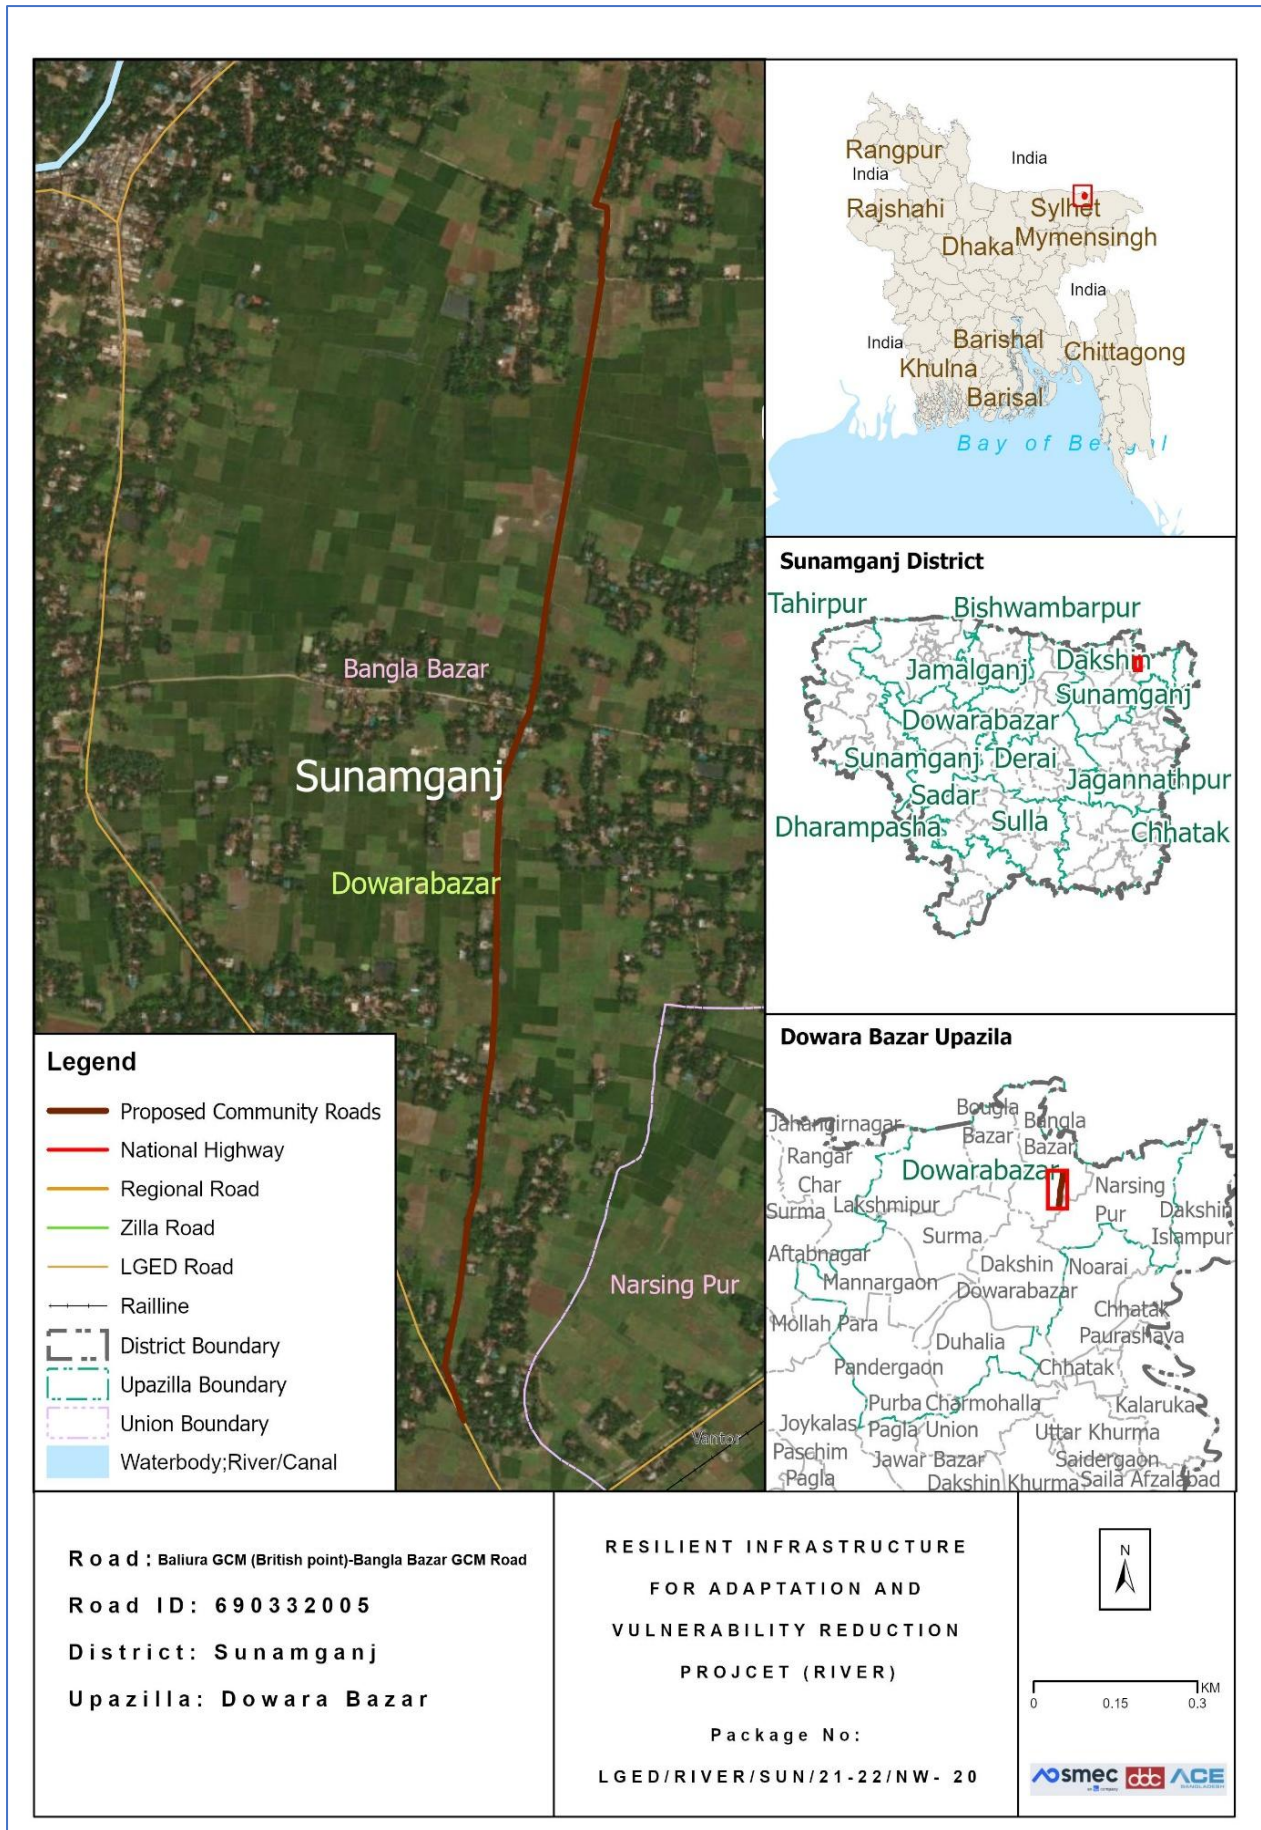 Bangla Bazar
Sunamganj
Dowarabazar
Narsing Pur
Vantor
Legend
Proposed Community Roads
National Highway
Regional Road
Zilla Road
LGED Road
Railline
District Boundary
Upazilla Boundary
Union Boundary
Waterbody;River/Canal
India
Rangpur
India
Rajshahi
Sylhet
Dhaka
Mymensingh
India
India
Barishal
Chittagong
Khulna
Barisal
Bay of Bengal
Sunamganj District
Tahirpur
Bishwambarpur
Jamalganj
Dakshin
Sunamganj
Dowarabazar
Sunamganj
Sadar
Derai
Jagannathpur
Sulla
Dharampasha
Chhatak
Dowara Bazar Upazila
Jahangirnagar
Bougla
Bazar
Bangla
Bazar
Rangar
Char
Dowarabazar
Narsing
Pur
Surma
Lakshmipur
Dakshin
Islampur
Surma
Aftabnagar
Mannargaon
Dakshin
Dowarabazar
Noarai
Chhatak
Paurashava
Mollah Para
Duhalia
Pandergaon
Chhatak
Purba
Pagla
Charmohalla
Union
Kalaruka
Joykalas
Uttar Khurma
Paschim
Pagla
Jawar Bazar
Saidergaon
Dakshin Khurma
Saila Afzalabad
Road: Baliura GCM (British point)-Bangla Bazar GCM Road
Road ID: 690332005
District: Sunamganj
Upazilla: Dowara Bazar
RESILIENT INFRASTRUCTURE
FOR ADAPTATION AND
VULNERABILITY REDUCTION
PROJCET (RIVER)
Package No:
LGED/RIVER/SUN/21-22/NW- 20
N
KM
0 0.15 0.3
smec
ddc
ACE
BANGLADESH